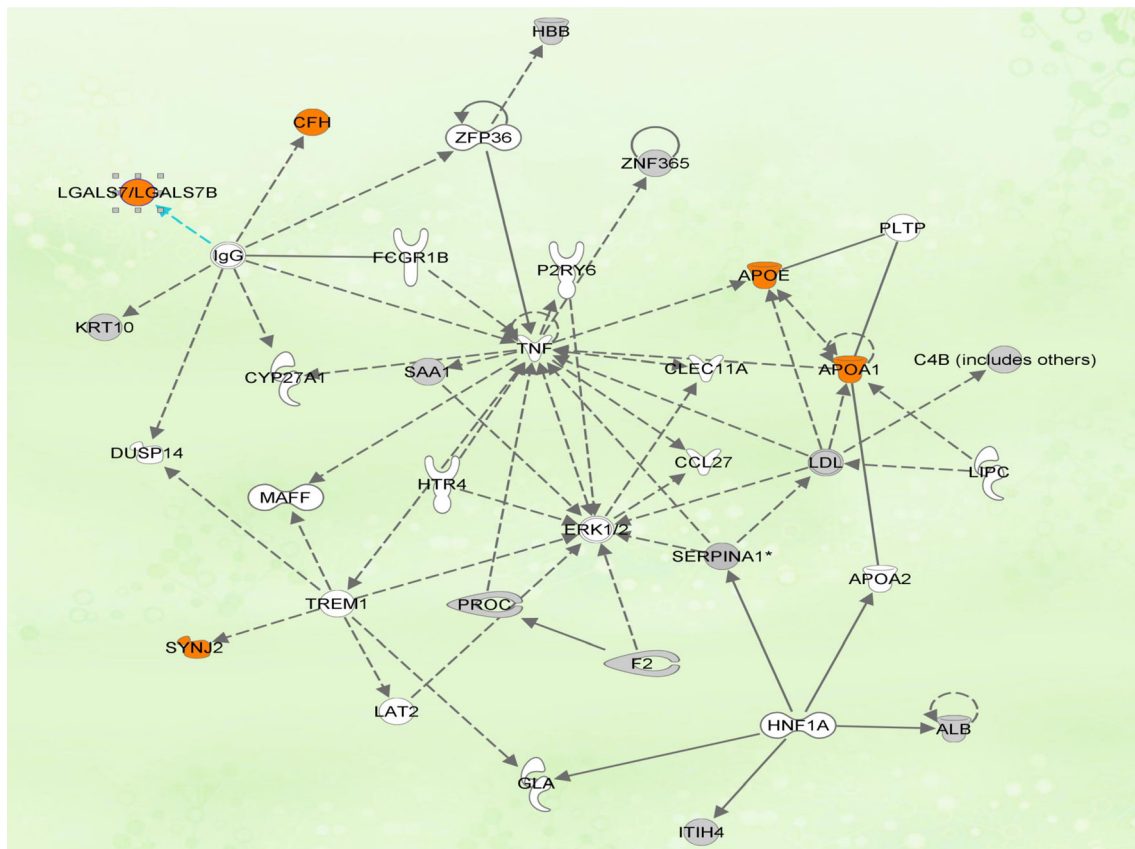 HBB
CFH
ZFP36
ZNF365
LGALS7/LGALS7B
PLTP
IgG
FCGR1B
P2RY6
APOE
KRT10
TNF
C4B (includes others)
CYP27A1
SAA1
CLEC11A
APOA1
DUSP14
CCL27
LDL
LIPC
MAFF
HTR4
ERK1/2
SERPINA1*
APOA2
TREM1
PROC
SYNJ2
F2
LAT2
HNF1A
ALB
GLA
ITIH4